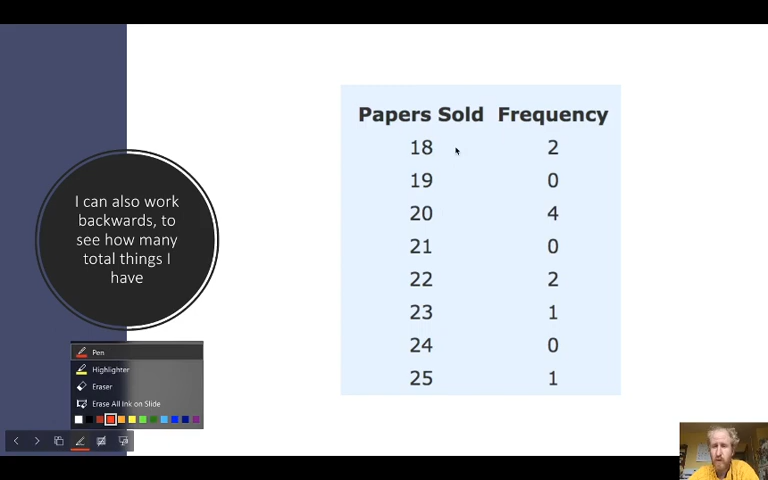 Papers Sold Frequency
18 2
19 0
20 4
21 0
22 2
23 1
24 0
25 1
I can also work
backwards, to
see how many
total things I
have
Pen
Highlighter
Eraser
Erase All Ink on Slide